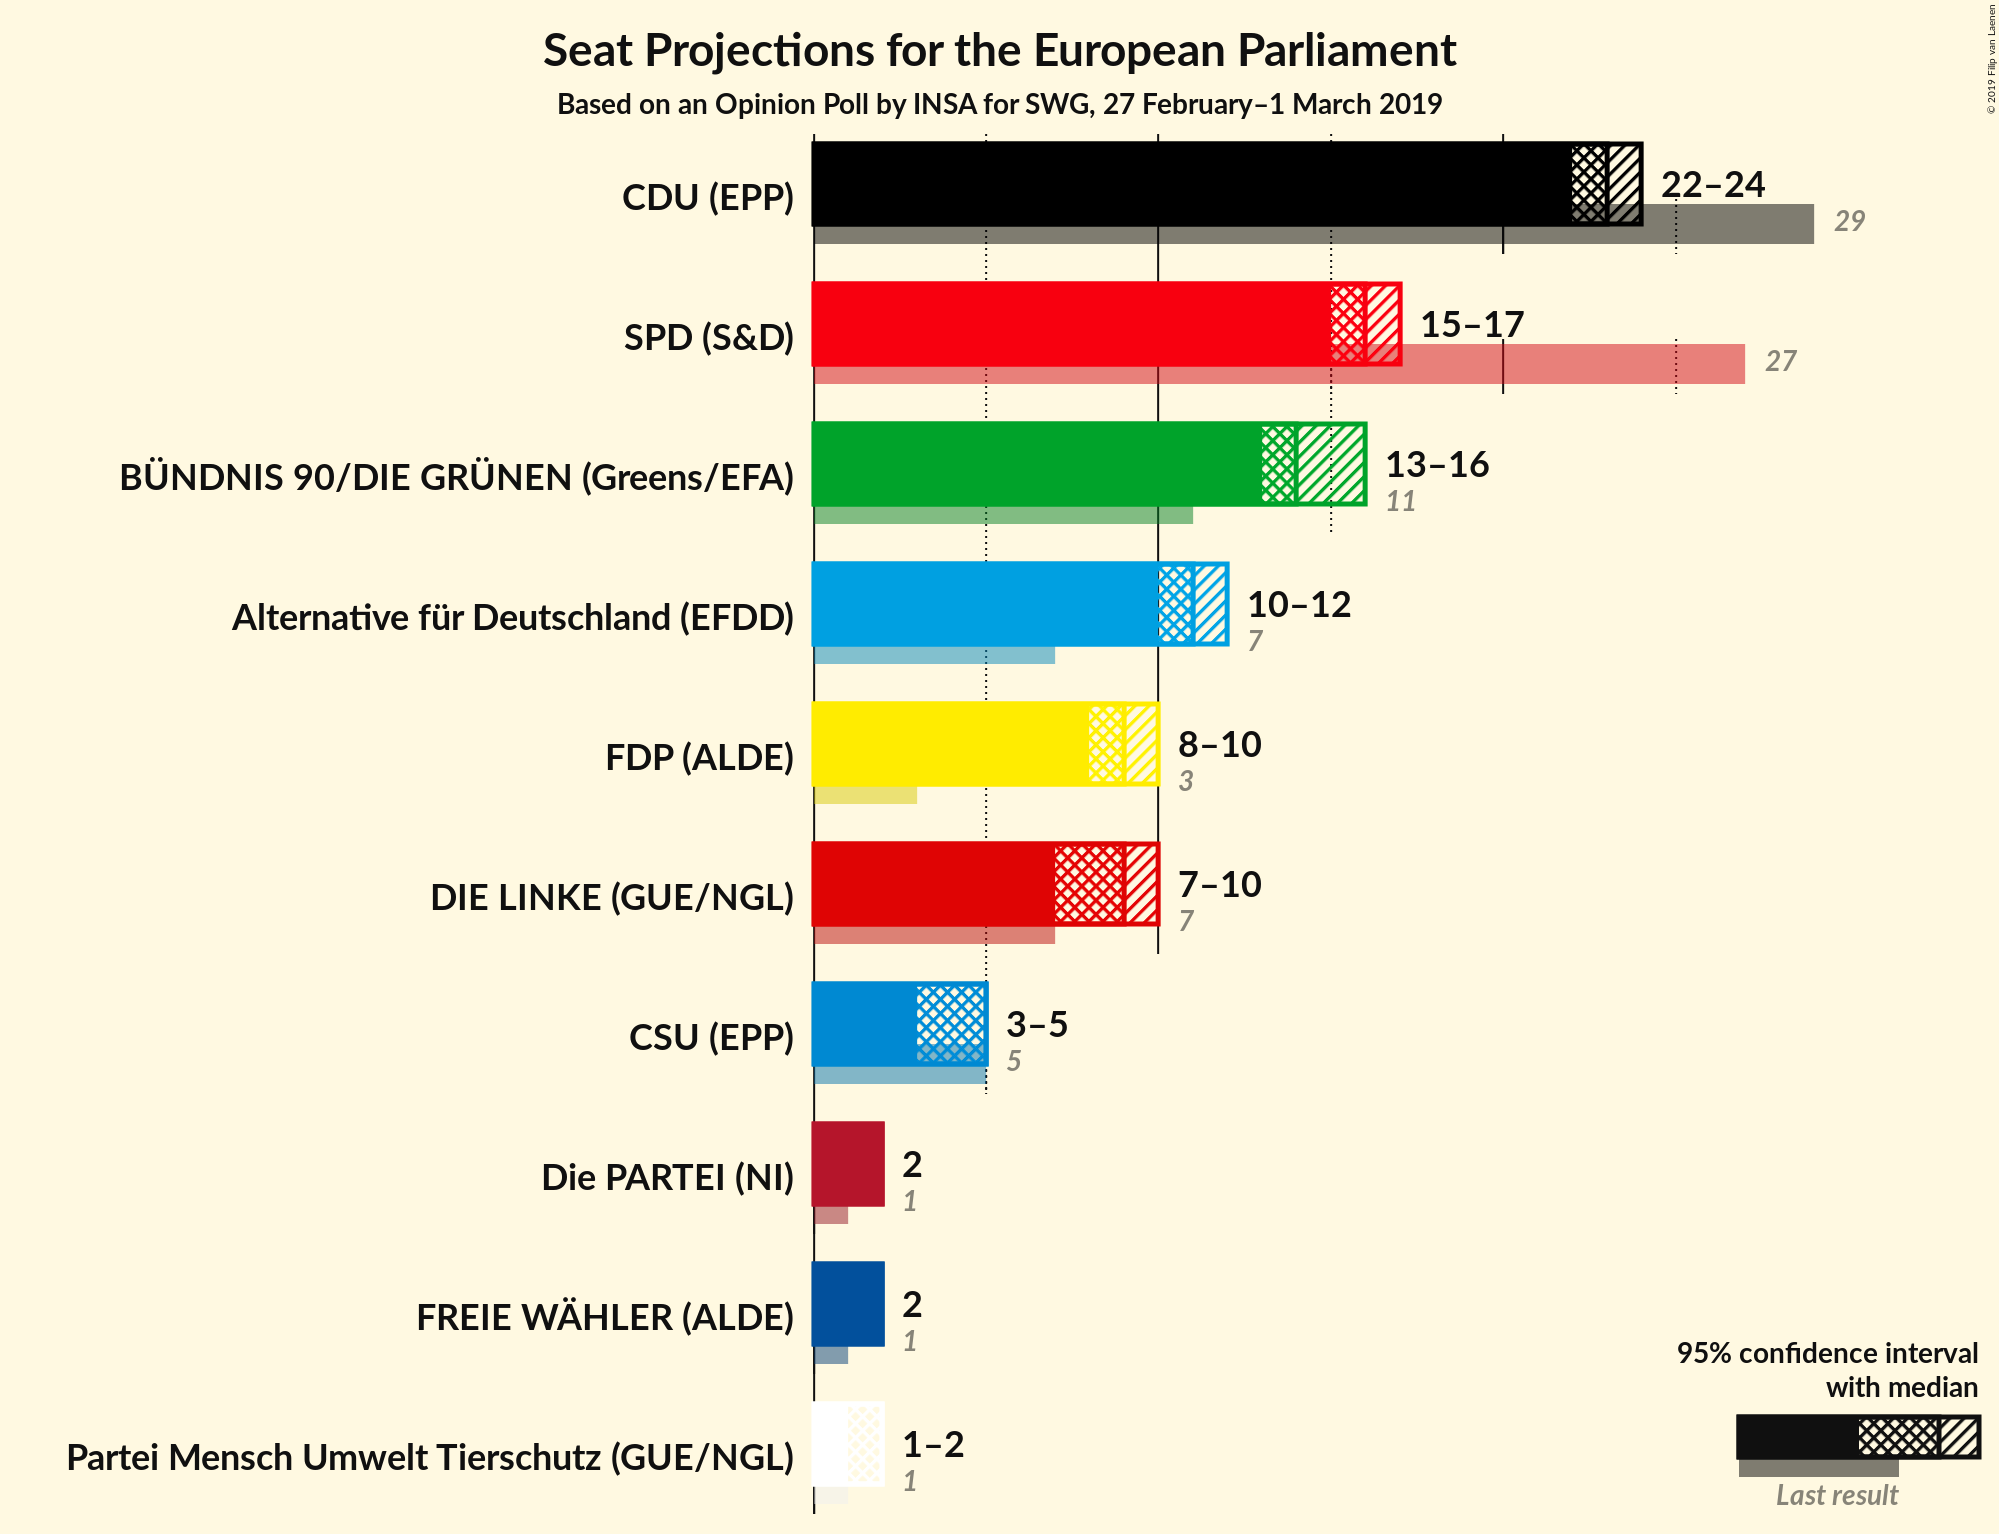 Seat Projections for the European Parliament
Based on an Opinion Poll by INSA for SWG, 27 February–1 March 2019
© 2019 Filip van Laenen
CDU (EPP)
22–24
29
SPD (S&D)
15–17
27
BÜNDNIS 90/DIE GRÜNEN (Greens/EFA)
13–16
11
Alternative für Deutschland (EFDD)
10–12
7
FDP (ALDE)
8–10
3
DIE LINKE (GUE/NGL)
7–10
7
CSU (EPP)
3–5
5
Die PARTEI (NI)
2
1
FREIE WÄHLER (ALDE)
2
1
Partei Mensch Umwelt Tierschutz (GUE/NGL)
1–2
1
95% confidence interval
with median
Last result